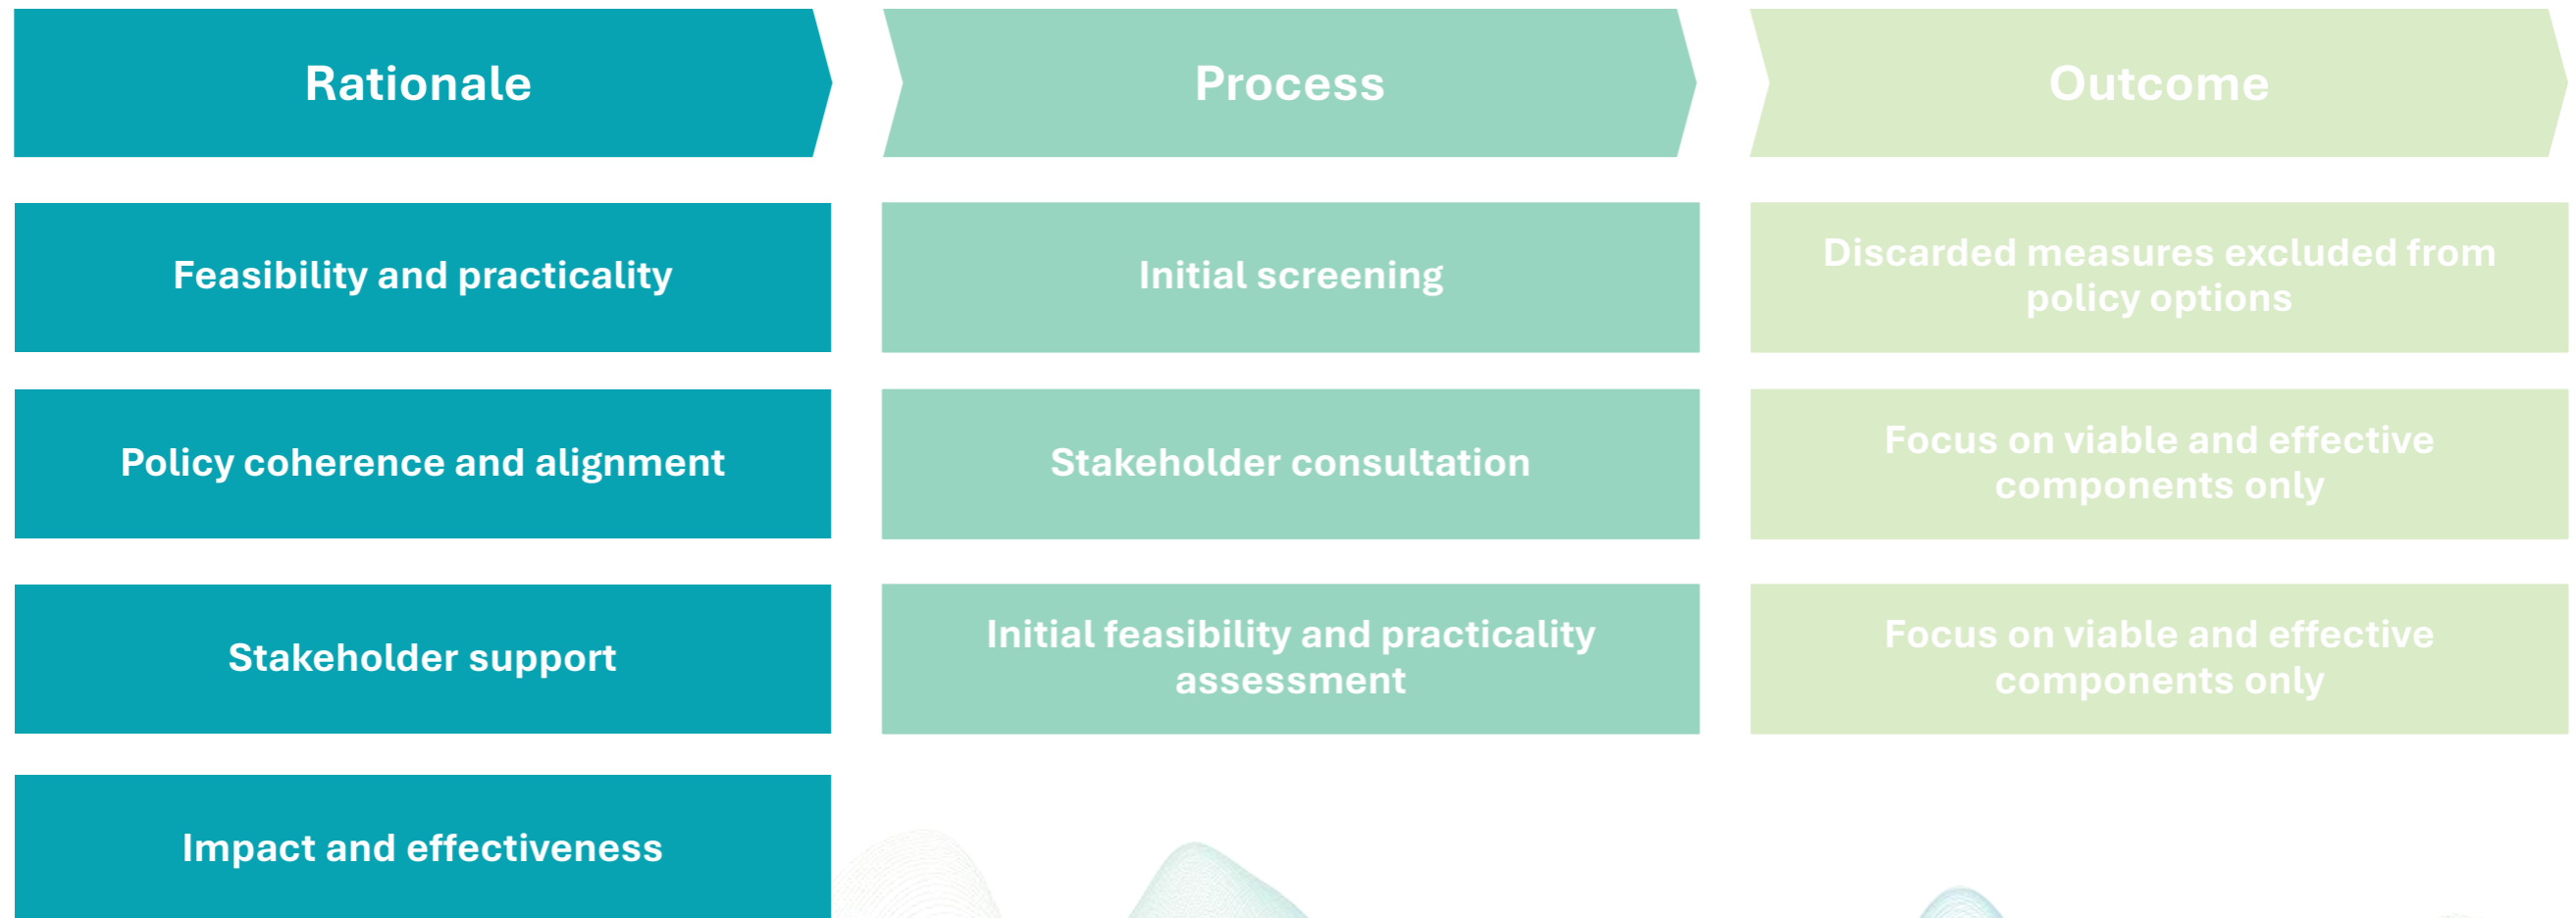 Rationale
Process
Outcome
Feasibility and practicality
Initial screening
Discarded measures excluded from
policy options
Policy coherence and alignment
Stakeholder consultation
Focus on viable and effective
components only
Stakeholder support
Initial feasibility and practicality
assessment
Focus on viable and effective
components only
Impact and effectiveness